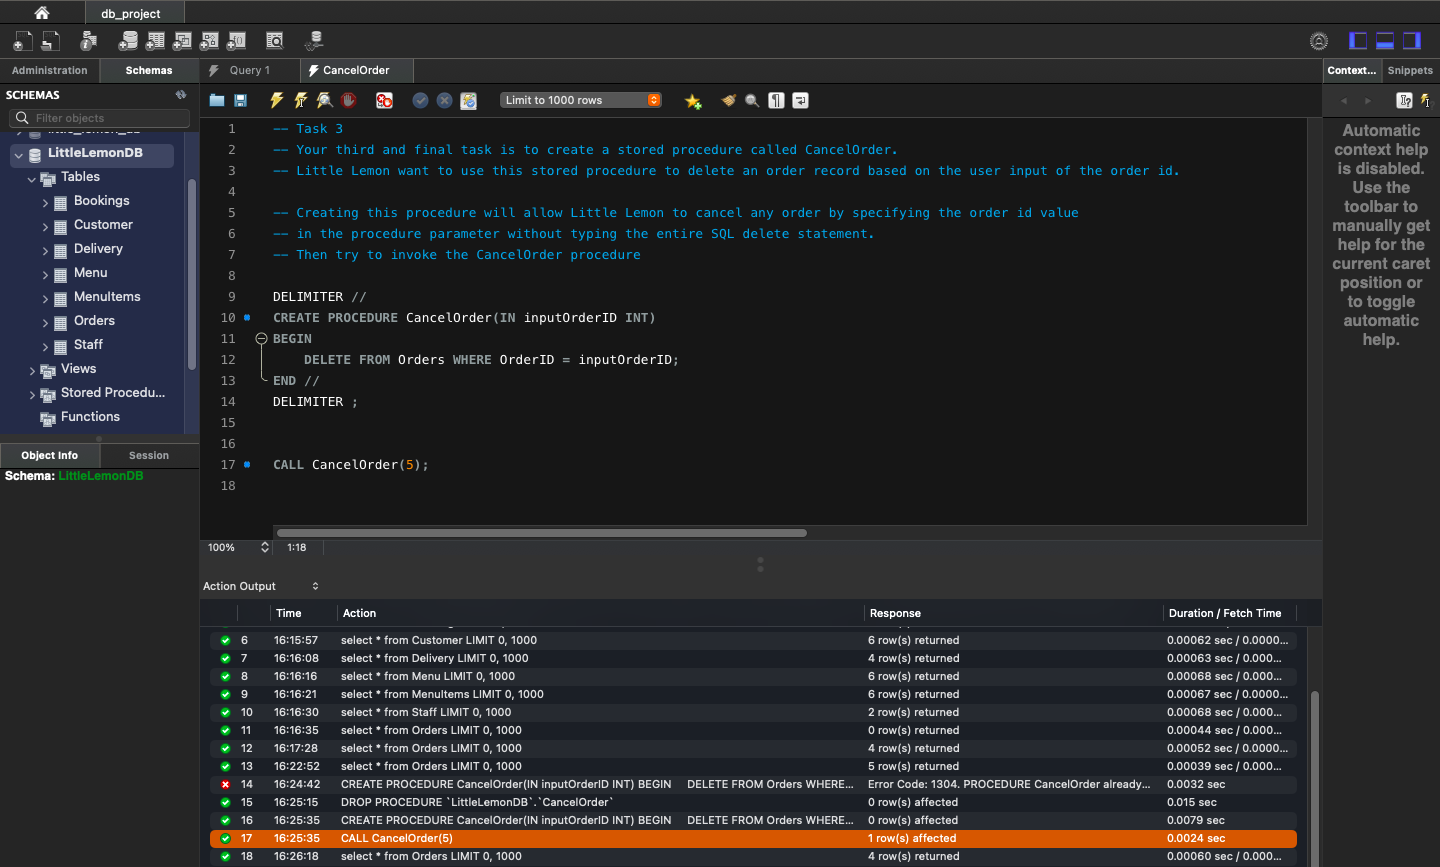 db_project
Administration
Schemas
Query 1
CancelOrder
Context...
Snippets
SCHEMAS
Filter objects
Limit to 1000 rows
little_lemon_db
LittleLemonDB
Tables
Bookings
Customer
Delivery
Menu
MenuItems
Orders
Staff
Views
Stored Procedu...
Functions
Object Info
Session
Schema: LittleLemonDB
1 -- Task 3
2 -- Your third and final task is to create a stored procedure called CancelOrder.
3 -- Little Lemon want to use this stored procedure to delete an order record based on the user input of the order id.
4
5 -- Creating this procedure will allow Little Lemon to cancel any order by specifying the order id value
6 -- in the procedure parameter without typing the entire SQL delete statement.
7 -- Then try to invoke the CancelOrder procedure
8
9 DELIMITER //
10 CREATE PROCEDURE CancelOrder(IN inputOrderID INT)
11 BEGIN
12 DELETE FROM Orders WHERE OrderID = inputOrderID;
13 END //
14 DELIMITER ;
15
16
17 CALL CancelOrder(5);
18
Automatic
context help
is disabled.
Use the
toolbar to
manually get
help for the
current caret
position or
to toggle
automatic
help.
100%
1:18
Action Output
Time Action Response Duration / Fetch Time
6 16:15:57 select * from Customer LIMIT 0, 1000 6 row(s) returned 0.00062 sec / 0.0000...
7 16:16:08 select * from Delivery LIMIT 0, 1000 4 row(s) returned 0.00063 sec / 0.000...
8 16:16:16 select * from Menu LIMIT 0, 1000 6 row(s) returned 0.00068 sec / 0.000...
9 16:16:21 select * from MenuItems LIMIT 0, 1000 6 row(s) returned 0.00067 sec / 0.0000...
10 16:16:30 select * from Staff LIMIT 0, 1000 2 row(s) returned 0.00068 sec / 0.000...
11 16:16:35 select * from Orders LIMIT 0, 1000 0 row(s) returned 0.00044 sec / 0.000...
12 16:17:28 select * from Orders LIMIT 0, 1000 4 row(s) returned 0.00052 sec / 0.0000...
13 16:22:52 select * from Orders LIMIT 0, 1000 5 row(s) returned 0.00039 sec / 0.000...
14 16:24:42 CREATE PROCEDURE CancelOrder(IN inputOrderID INT) BEGIN DELETE FROM Orders WHERE... Error Code: 1304. PROCEDURE CancelOrder already... 0.0032 sec
15 16:25:15 DROP PROCEDURE `LittleLemonDB`.`CancelOrder` 0 row(s) affected 0.015 sec
16 16:25:35 CREATE PROCEDURE CancelOrder(IN inputOrderID INT) BEGIN DELETE FROM Orders WHERE... 0 row(s) affected 0.0079 sec
17 16:25:35 CALL CancelOrder(5) 1 row(s) affected 0.0024 sec
18 16:26:18 select * from Orders LIMIT 0, 1000 4 row(s) returned 0.00060 sec / 0.000...